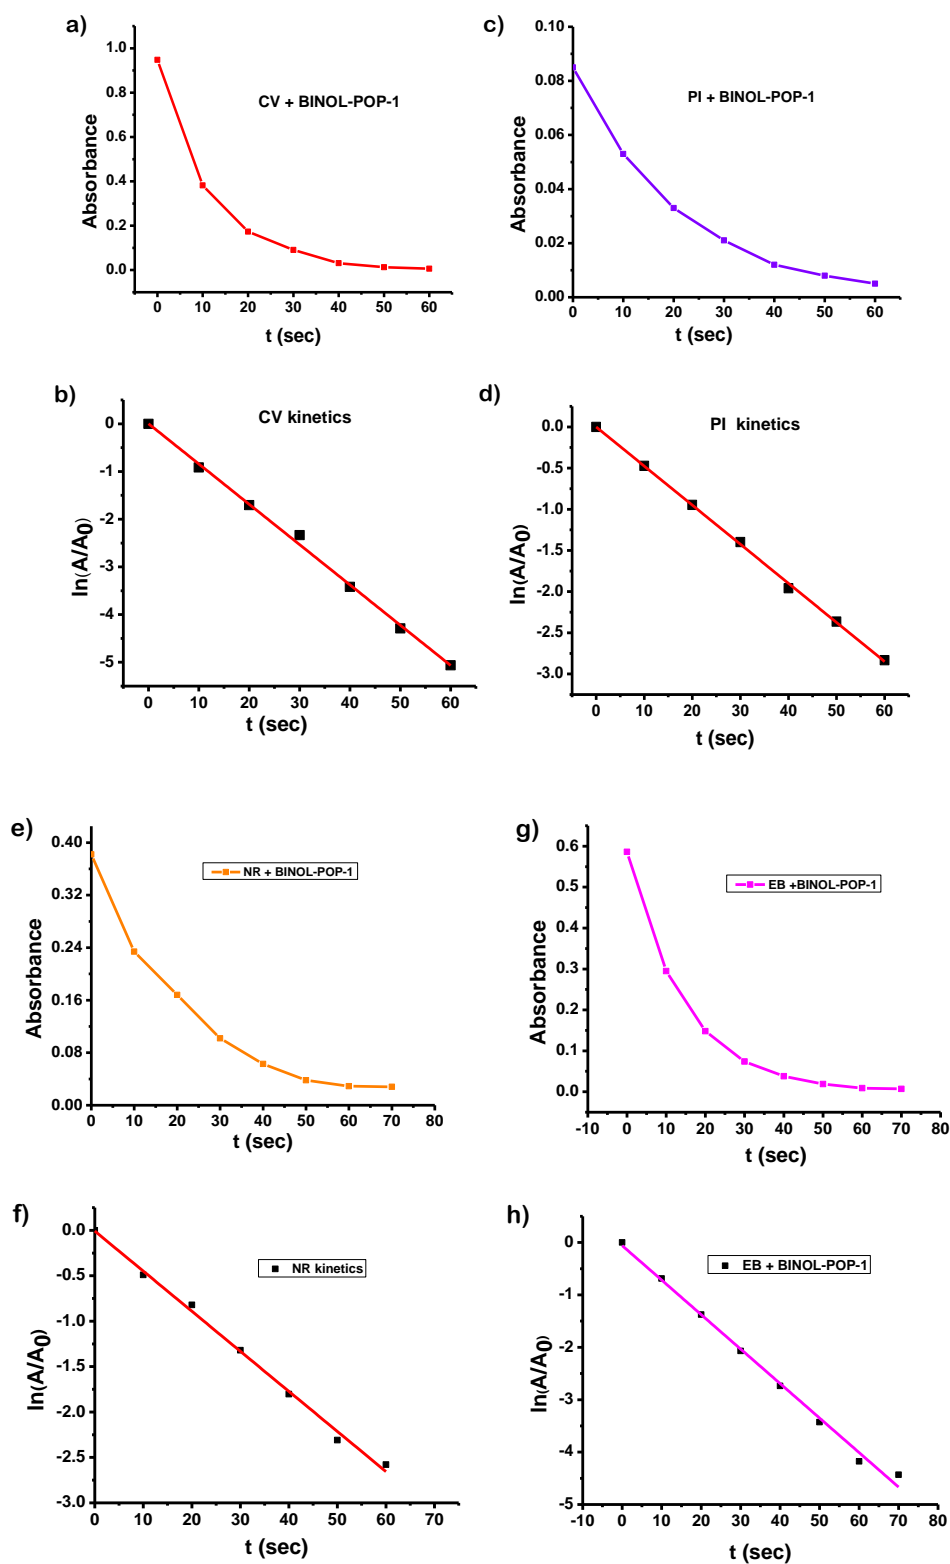 a)
1.0
0.8
0.6
0.4
0.2
0.0
Absorbance
CV + BINOL-POP-1
0 10 20 30 40 50 60
t (sec)
c)
0.10
0.08
0.06
0.04
0.02
0.00
Absorbance
PI + BINOL-POP-1
0 10 20 30 40 50 60
t (sec)
b)
CV kinetics
0
-1
-2
-3
-4
-5
ln(A/A0)
0 10 20 30 40 50 60
t (sec)
d)
PI kinetics
0.0
-0.5
-1.0
-1.5
-2.0
-2.5
-3.0
ln(A/A0)
0 10 20 30 40 50 60
t (sec)
e)
0.40
0.32
0.24
0.16
0.08
0.00
Absorbance
NR + BINOL-POP-1
0 10 20 30 40 50 60 70 80
t (sec)
g)
0.6
0.5
0.3
0.1
0.0
Absorbance
EB +BINOL-POP-1
-10 0 10 20 30 40 50 60 70 80
t (sec)
f)
0.0
-0.5
-1.0
-1.5
-2.0
-2.5
-3.0
ln(A/A0)
NR kinetics
0 10 20 30 40 50 60 70
t (sec)
h)
0
-1
-2
-3
-4
-5
ln(A/A0)
EB + BINOL-POP-1
-10 0 10 20 30 40 50 60 70 80
t (sec)